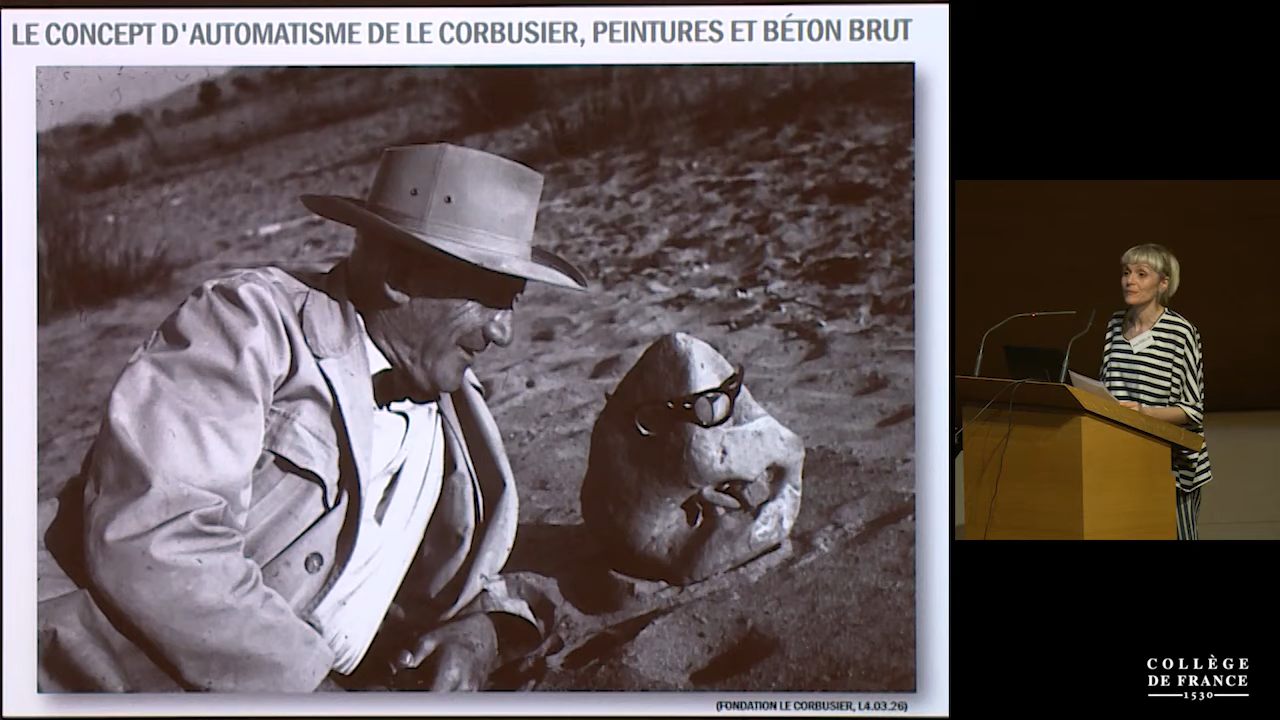 LE CONCEPT D'AUTOMATISME DE LE CORBUSIER, PEINTURES ET BÉTON BRUT
(FONDATION LE CORBUSIER, L4.03.26)
COLLÈGE
DE FRANCE
1530